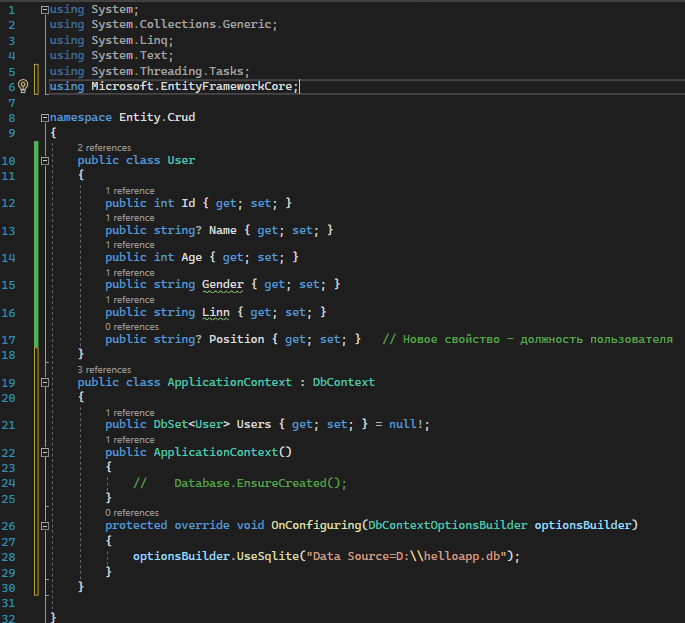 1 using System;
2 using System.Collections.Generic;
3 using System.Linq;
4 using System.Text;
5 using System.Threading.Tasks;
6 using Microsoft.EntityFrameworkCore;
7
8 namespace Entity.Crud
9 {
2 references
10 public class User
11 {
1 reference
12 public int Id { get; set; }
1 reference
13 public string? Name { get; set; }
1 reference
14 public int Age { get; set; }
1 reference
15 public string Gender { get; set; }
1 reference
16 public string Linn { get; set; }
0 references
17 public string? Position { get; set; } // Новое свойство – должность пользователя
18 }
3 references
19 public class ApplicationContext : DbContext
20 {
1 reference
21 public DbSet<User> Users { get; set; } = null!;
1 reference
22 public ApplicationContext()
23 {
24 // Database.EnsureCreated();
25 }
0 references
26 protected override void OnConfiguring(DbContextOptionsBuilder optionsBuilder)
27 {
28 optionsBuilder.UseSqlite("Data Source=D:\\helloapp.db");
29 }
30 }
31
32 }